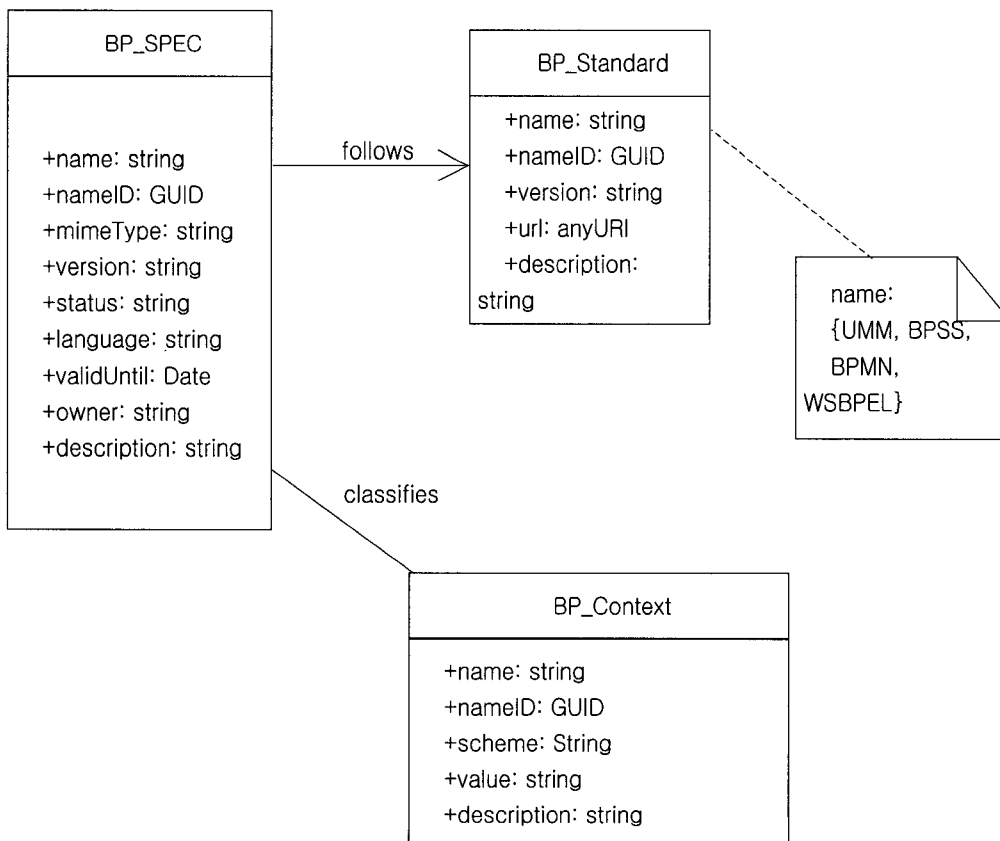 BP_SPEC
+name: string
+nameID: GUID
+mimeType: string
+version: string
+status: string
+language: string
+validUntil: Date
+owner: string
+description: string
follows
BP_Standard
+name: string
+nameID: GUID
+version: string
+url: anyURI
+description:
string
name:
{UMM, BPSS,
BPMN,
WSBPEL}
classifies
BP_Context
+name: string
+nameID: GUID
+scheme: String
+value: string
+description: string